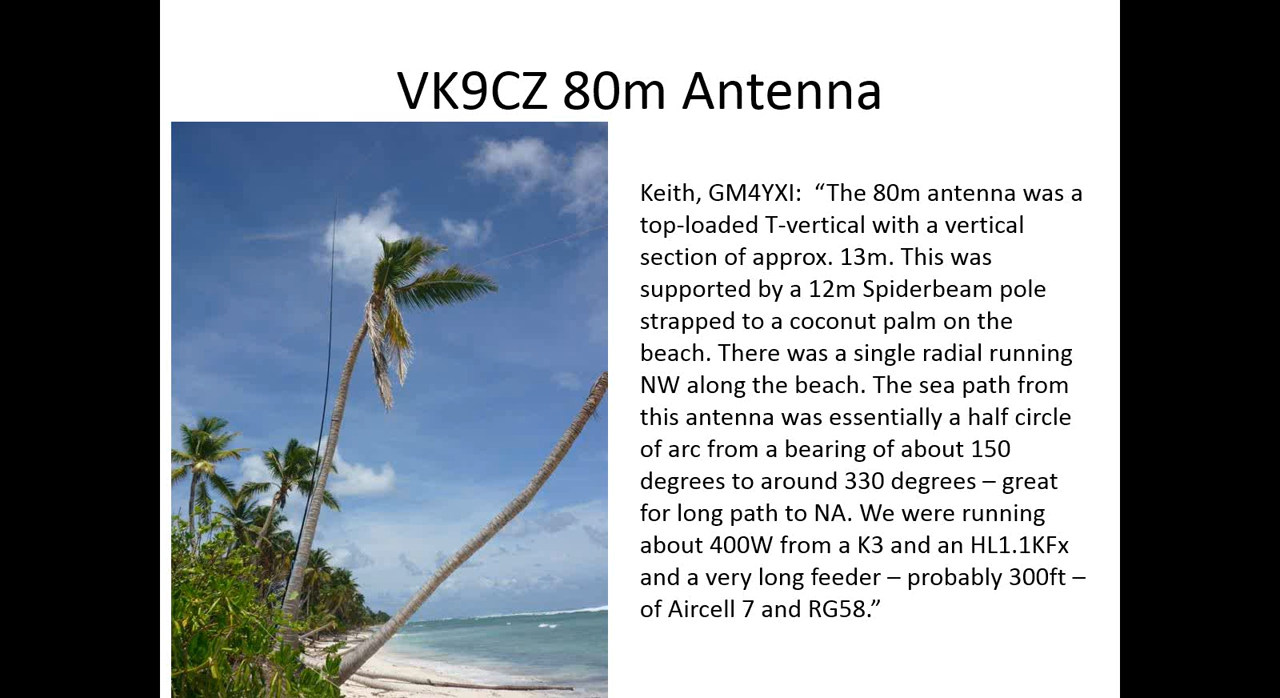 VK9CZ 80m Antenna
Keith, GM4YXI:  “The 80m antenna was a
top-loaded T-vertical with a vertical
section of approx. 13m. This was
supported by a 12m Spiderbeam pole
strapped to a coconut palm on the
beach. There was a single radial running
NW along the beach. The sea path from
this antenna was essentially a half circle
of arc from a bearing of about 150
degrees to around 330 degrees – great
for long path to NA. We were running
about 400W from a K3 and an HL1.1KFx
and a very long feeder – probably 300ft –
of Aircell 7 and RG58.”